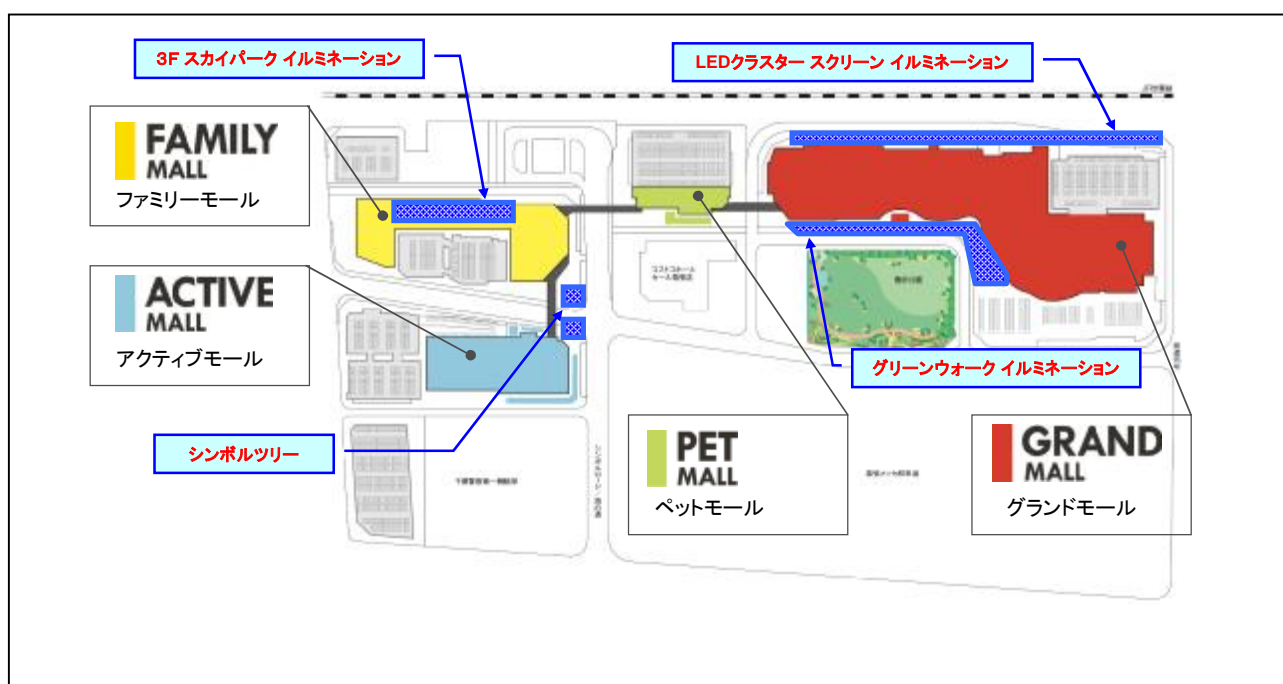 3F スカイパーク イルミネーション
LEDクラスター スクリーン イルミネーション
FAMILY
MALL
ファミリーモール
ACTIVE
MALL
アクティブモール
グリーンウォーク イルミネーション
シンボルツリー
PET
MALL
ペットモール
GRAND
MALL
グランドモール